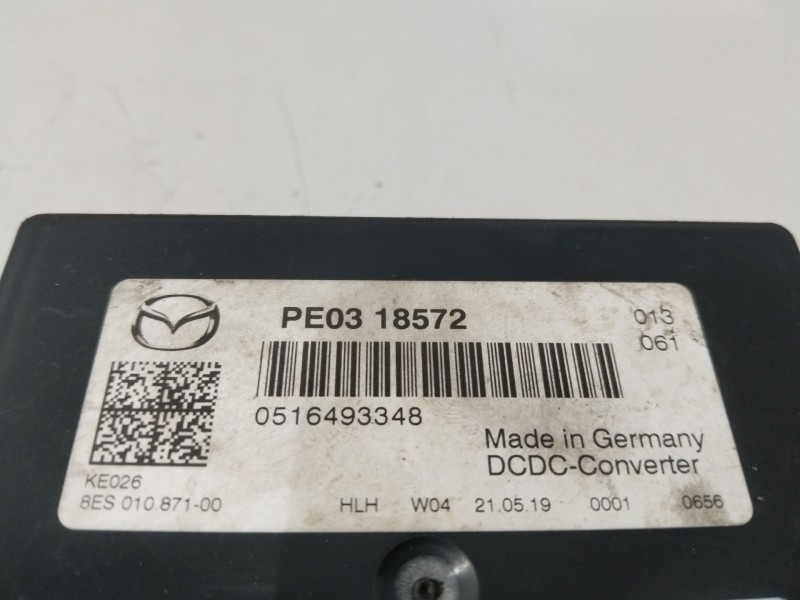 PE03 18572
013
061
0516493348
Made in Germany
DCDC-Converter
KE026
8ES 010.871-00 HLH W04 21.05.19 0001 0656